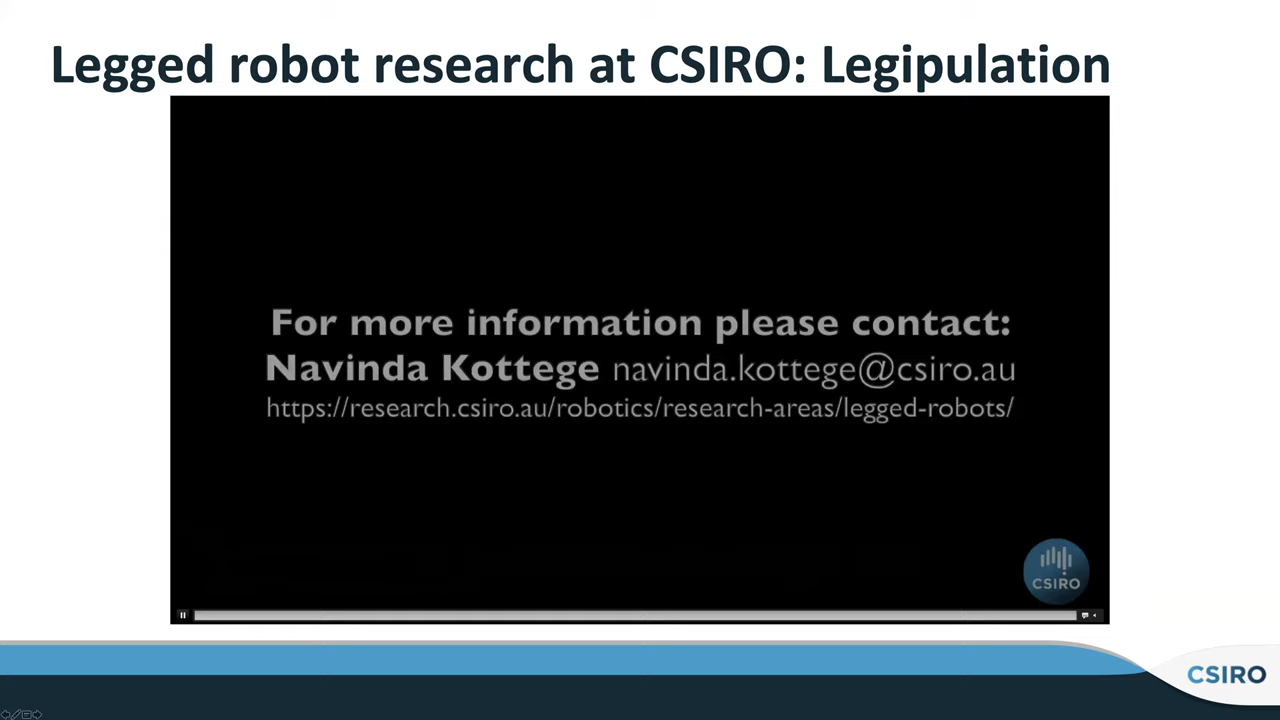 Legged robot research at CSIRO: Legipulation
For more information please contact:
Navinda Kottege navinda.kottege@csiro.au
https://research.csiro.au/robotics/research-areas/legged-robots/
CSIRO
CSIRO